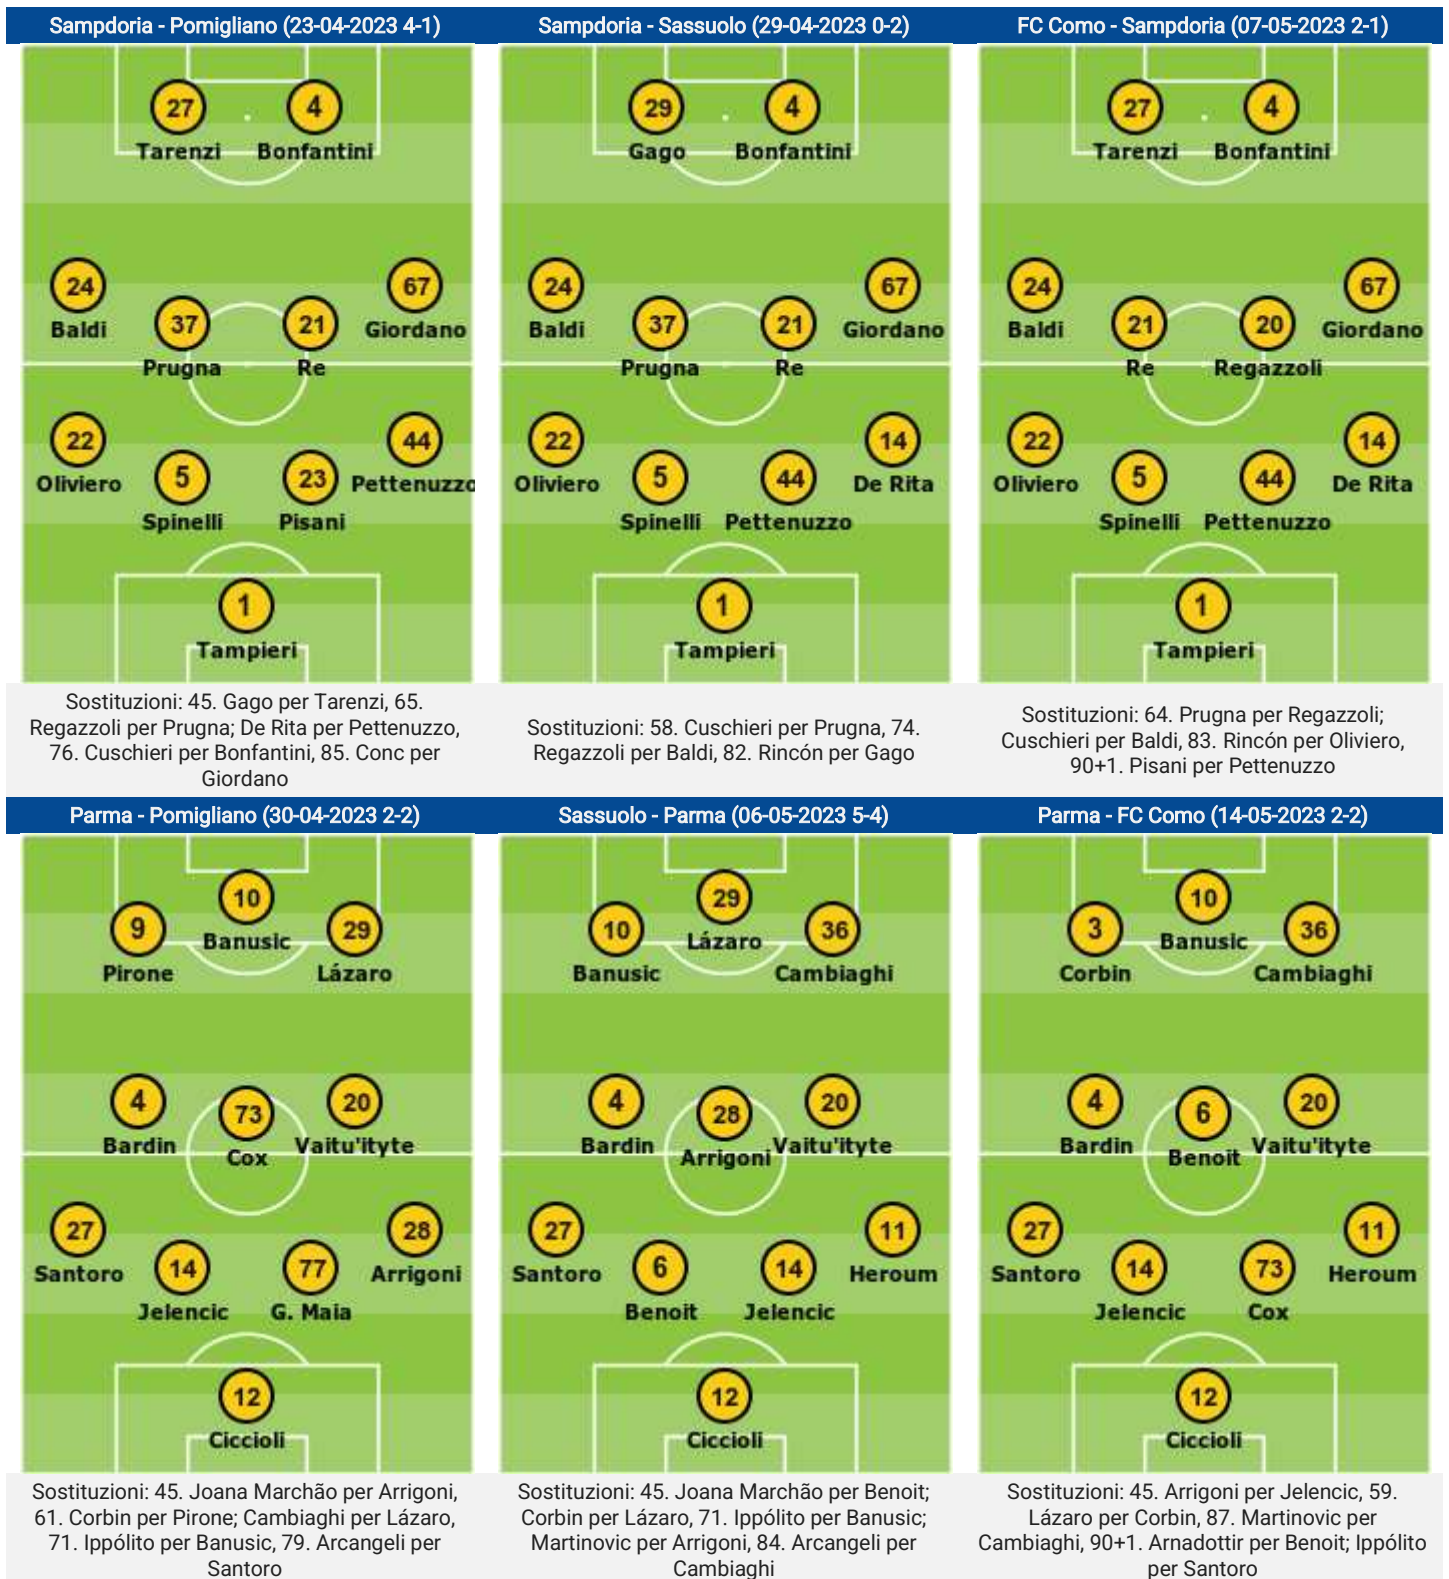 Sampdoria - Pomigliano (23-04-2023 4-1)
27
4
Tarenzi
Bonfantini
24
67
37
21
Baldi
Giordano
Prugna
Re
22
44
5
23
Oliviero
Pettenuzzo
Spinelli
Pisani
1
Tampieri
Sostituzioni: 45. Gago per Tarenzi, 65.
Regazzoli per Prugna; De Rita per Pettenuzzo,
76. Cuschieri per Bonfantini, 85. Conc per
Giordano
Sampdoria - Sassuolo (29-04-2023 0-2)
29
4
Gago
Bonfantini
24
67
37
21
Baldi
Giordano
Prugna
Re
22
14
5
44
Oliviero
De Rita
Spinelli
Pettenuzzo
1
Tampieri
Sostituzioni: 58. Cuschieri per Prugna, 74.
Regazzoli per Baldi, 82. Rincón per Gago
FC Como - Sampdoria (07-05-2023 2-1)
27
4
Tarenzi
Bonfantini
24
67
21
20
Baldi
Giordano
Re
Regazzoli
22
14
5
44
Oliviero
De Rita
Spinelli
Pettenuzzo
1
Tampieri
Sostituzioni: 64. Prugna per Regazzoli;
Cuschieri per Baldi, 83. Rincón per Oliviero,
90+1. Pisani per Pettenuzzo
Parma - Pomigliano (30-04-2023 2-2)
10
9
29
Banusic
Pirone
Lázaro
4
73
20
Bardin
Cox
Vaitu'ityte
27
28
14
77
Santoro
Arrigoni
Jelencic
G. Maia
12
Ciccioli
Sostituzioni: 45. Joana Marchão per Arrigoni,
61. Corbin per Pirone; Cambiaghi per Lázaro,
71. Ippólito per Banusic, 79. Arcangeli per
Santoro
Sassuolo - Parma (06-05-2023 5-4)
29
10
36
Lázaro
Banusic
Cambiaghi
4
28
20
Bardin
Arrigoni
Vaitu'ityte
27
11
6
14
Santoro
Heroum
Benoit
Jelencic
12
Ciccioli
Sostituzioni: 45. Joana Marchão per Benoit;
Corbin per Lázaro, 71. Ippólito per Banusic;
Martinovic per Arrigoni, 84. Arcangeli per
Cambiaghi
Parma - FC Como (14-05-2023 2-2)
10
3
36
Banusic
Corbin
Cambiaghi
4
6
20
Bardin
Benoit
Vaitu'ityte
27
11
14
73
Santoro
Heroum
Jelencic
Cox
12
Ciccioli
Sostituzioni: 45. Arrigoni per Jelencic, 59.
Lázaro per Corbin, 87. Martinovic per
Cambiaghi, 90+1. Arnadottir per Benoit; Ippólito
per Santoro